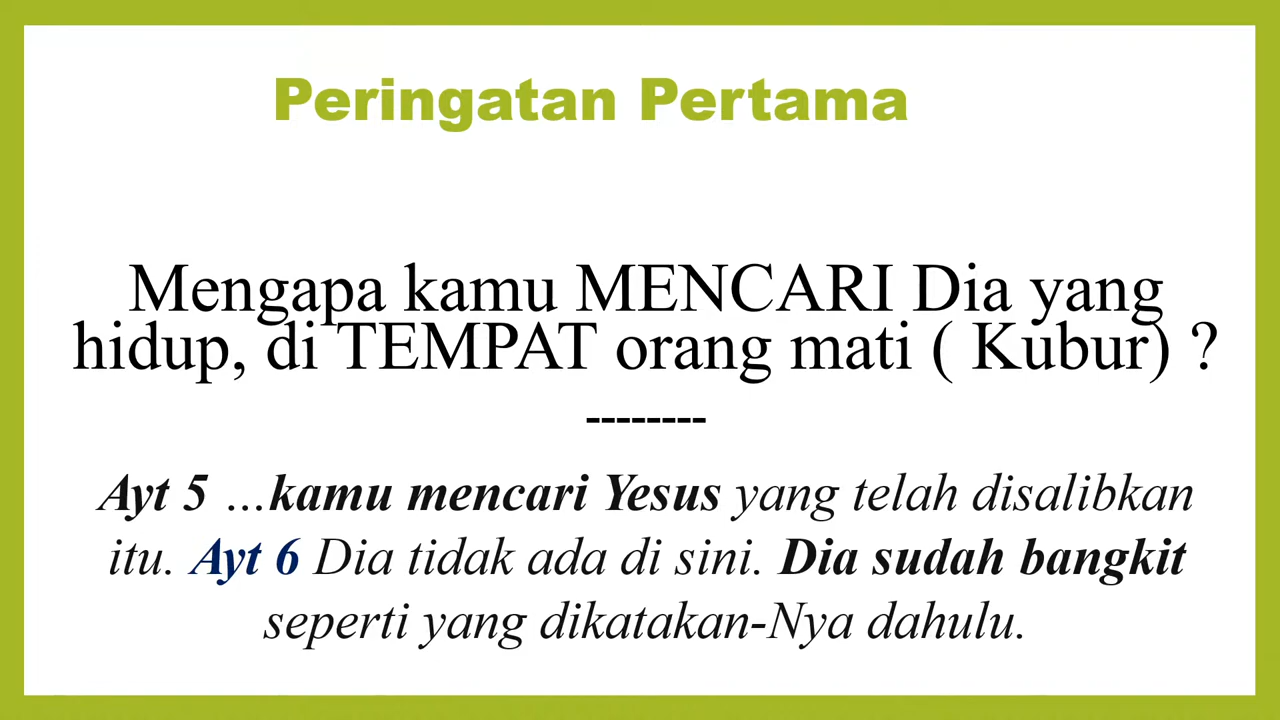 Peringatan Pertama
Mengapa kamu MENCARI Dia yang
hidup, di TEMPAT orang mati ( Kubur) ?
--------
Ayt 5 ...kamu mencari Yesus yang telah disalibkan
itu. Ayt 6 Dia tidak ada di sini. Dia sudah bangkit
seperti yang dikatakan-Nya dahulu.